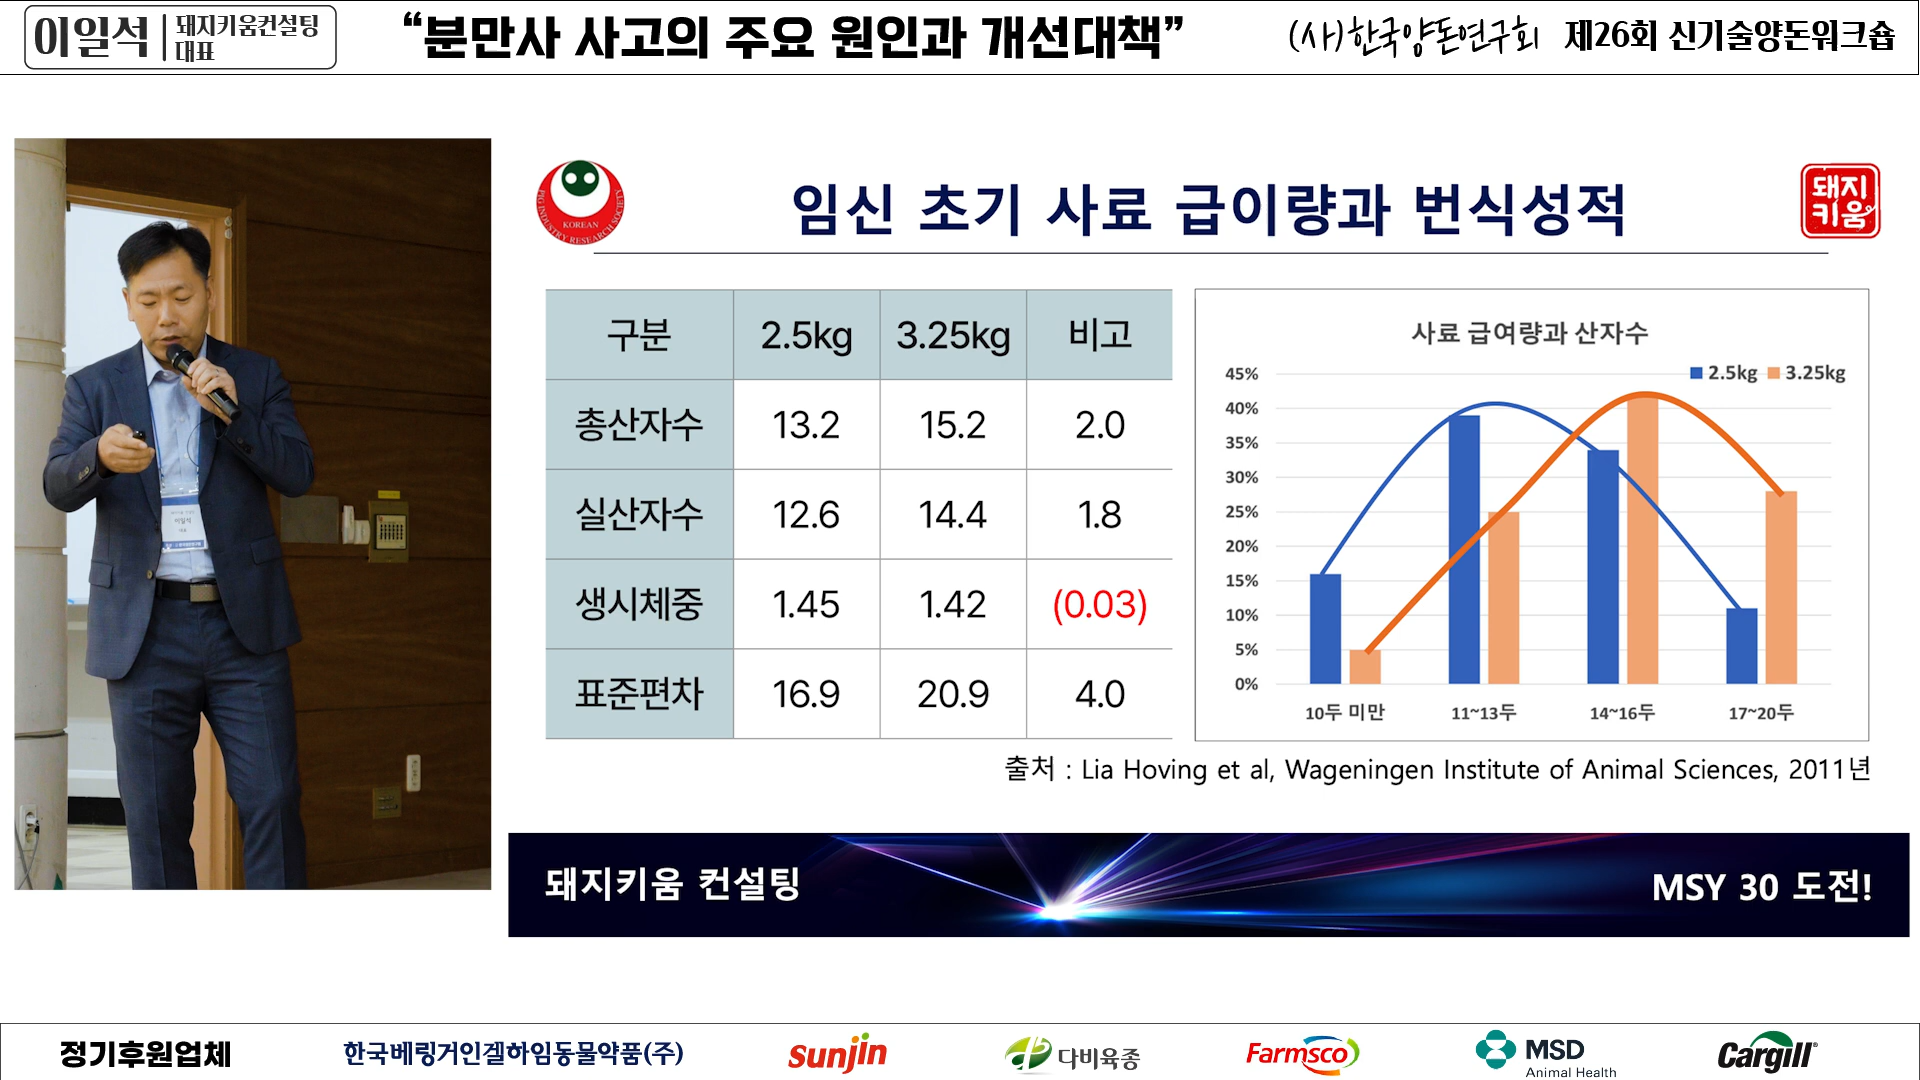 이일석
돼지키움컨설팅
대표
“분만사 사고의 주요 원인과 개선대책”
(사)한국양돈연구회 제26회 신기술양돈워크숍
PIG INDUSTRY RESEARCH SOCIETY
KOREAN
임신 초기 사료 급이량과 번식성적
돼지
키움
구분 2.5kg 3.25kg 비고
총산자수 13.2 15.2 2.0
실산자수 12.6 14.4 1.8
생시체중 1.45 1.42 (0.03)
표준편차 16.9 20.9 4.0
사료 급여량과 산자수
2.5kg 3.25kg
45%
40%
35%
30%
25%
20%
15%
10%
5%
0%
10두 미만 11~13두 14~16두 17~20두
출처 : Lia Hoving et al, Wageningen Institute of Animal Sciences, 2011년
이일석
돼지키움 컨설팅
MSY 30 도전!
정기후원업체
한국베링거인겔하임동물약품(주)
sunjin
다비육종
Farmsco
MSD
Animal Health
Cargill